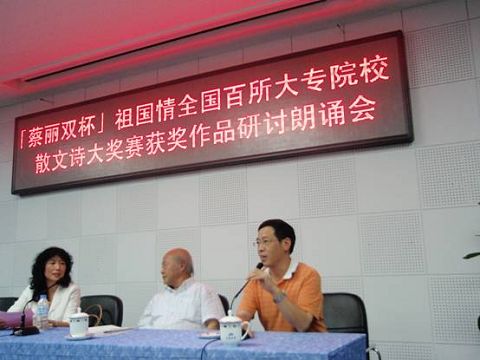 「蔡丽双杯」祖国情全国百所大专院校
散文诗大奖赛获奖作品研讨朗诵会